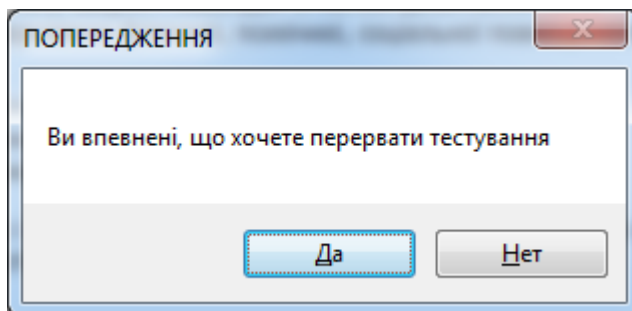 ПОПЕРЕДЖЕННЯ
Ви впевнені, що хочете перервати тестування
Да
Нет